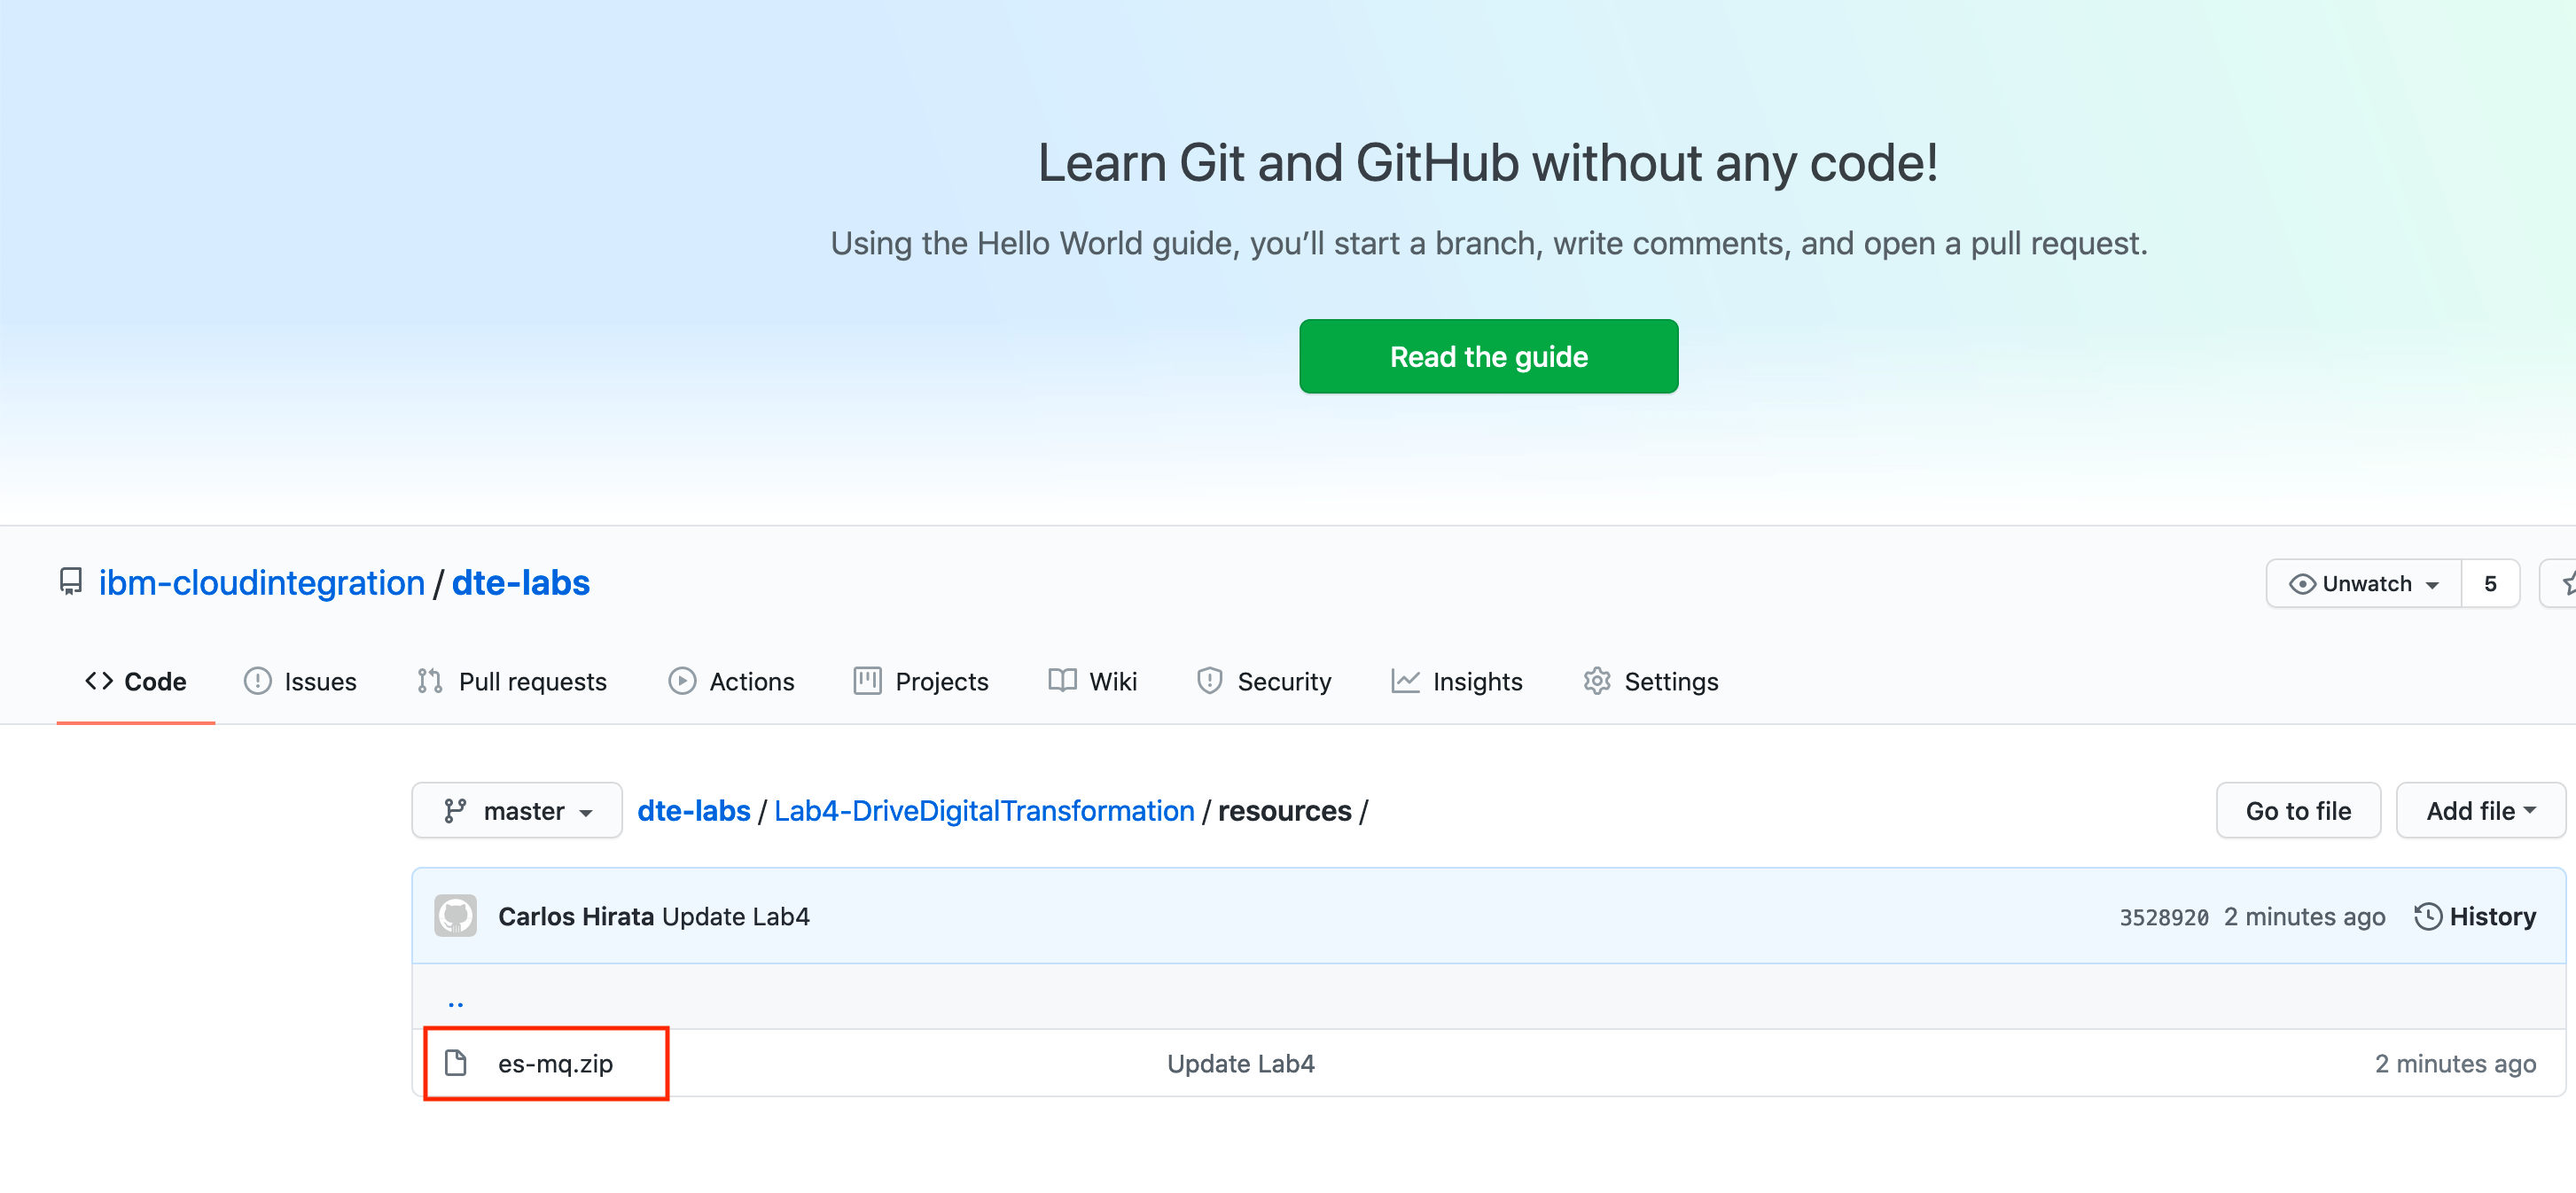 Learn Git and GitHub without any code!
Using the Hello World guide, you’ll start a branch, write comments, and open a pull request.
Read the guide
ibm-cloudintegration / dte-labs
Unwatch 5
Code Issues Pull requests Actions Projects Wiki Security Insights Settings
master dte-labs / Lab4-DriveDigitalTransformation / resources / Go to file Add file
Carlos Hirata Update Lab4 3528920 2 minutes ago History
..
es-mq.zip Update Lab4 2 minutes ago